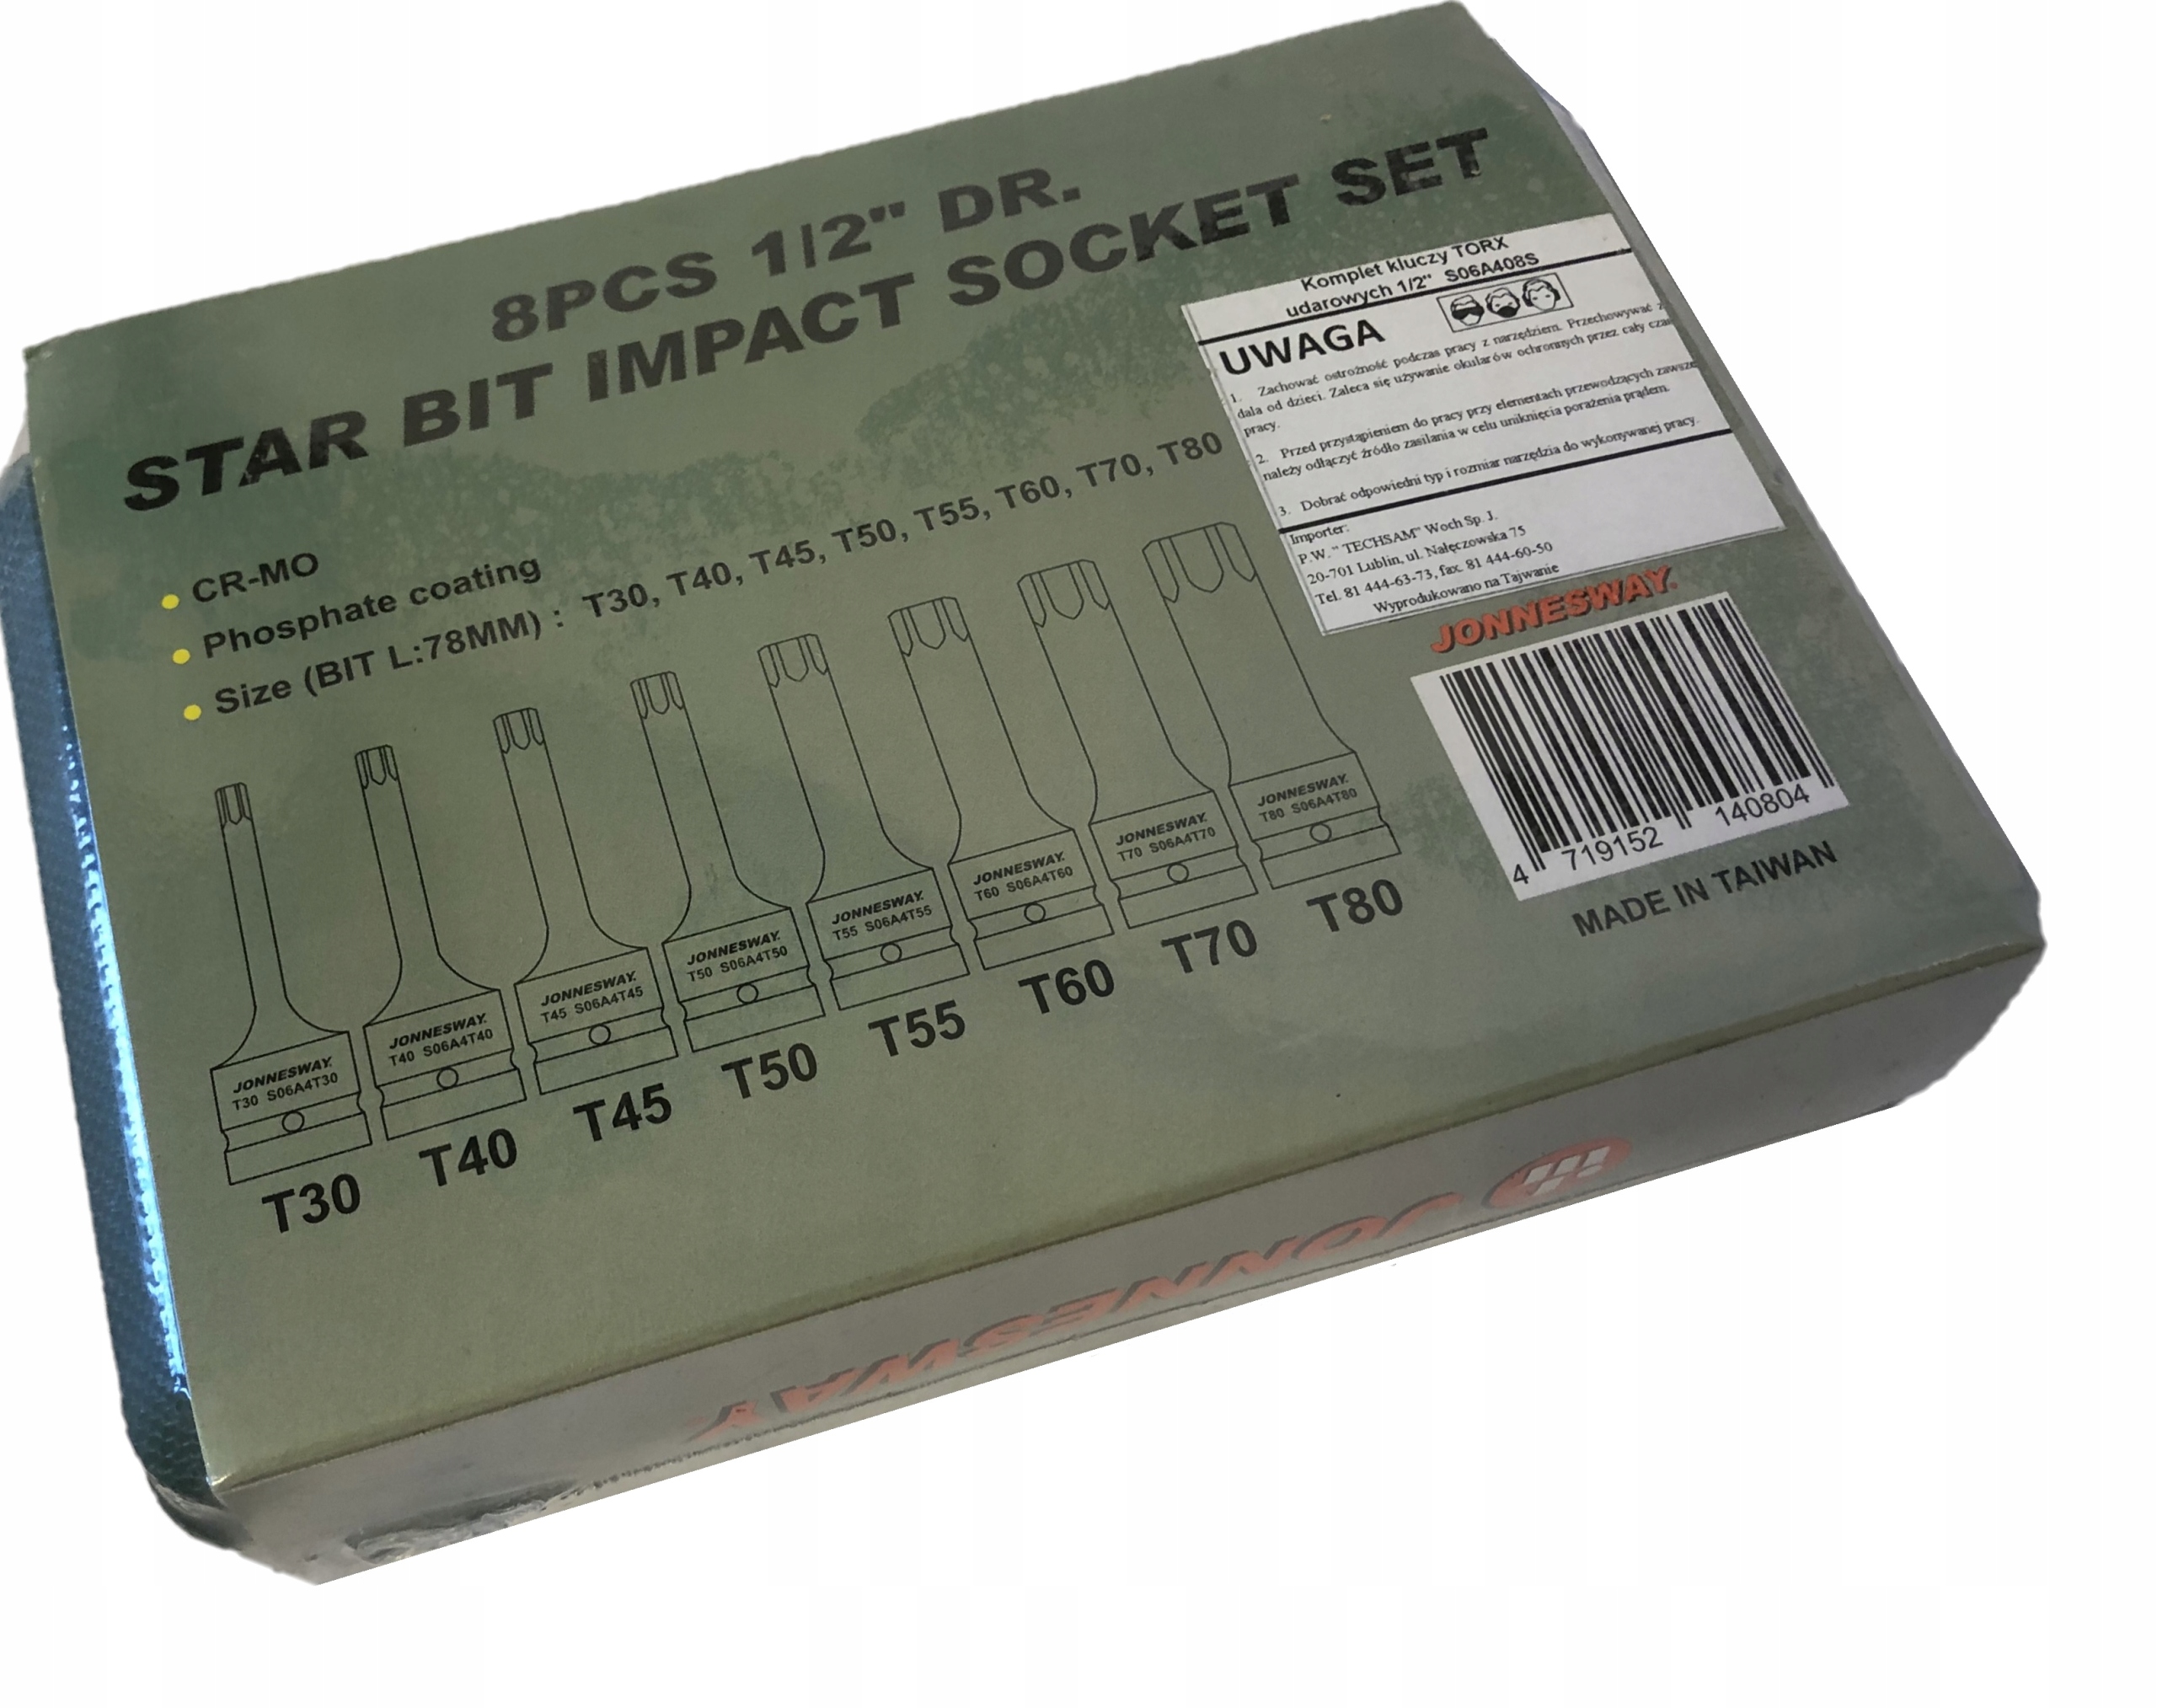 8PCS 1/2" DR.
STAR BIT IMPACT SOCKET SET
• CR-MO
• Phosphate coating
• Size (BIT L:78MM) : T30, T40, T45, T50, T55, T60, T70, T80
Komplet kluczy TORX
udarowych 1/2" S06A408S
UWAGA
1. Zachować ostrożność podczas pracy z narzędziem. Przechowywać z
dala od dzieci. Zaleca się używanie okularów ochronnych przez cały czas
pracy.
2. Przed przystąpieniem do pracy przy elementach przewodzących zawsze
należy odłączyć źródło zasilania w celu uniknięcia porażenia prądem.
3. Dobrać odpowiedni typ i rozmiar narzędzia do wykonywanej pracy.
Importer:
P.W." TECHSAM" Woch Sp. J.
20-701 Lublin, ul. Nałęczowska 75
Tel. 81 444-63-73, fax. 81 444-60-50
Wyprodukowano na Tajwanie
JONNESWAY.
4 719152 140804
MADE IN TAIWAN
JONNESWAY.
T30 S06A4T30
JONNESWAY.
T40 S06A4T40
JONNESWAY.
T45 S06A4T45
JONNESWAY.
T50 S06A4T50
JONNESWAY.
T55 S06A4T55
JONNESWAY.
T60 S06A4T60
JONNESWAY.
T70 S06A4T70
JONNESWAY.
T80 S06A4T80
T30
T40
T45
T50
T55
T60
T70
T80
JONNESWAY